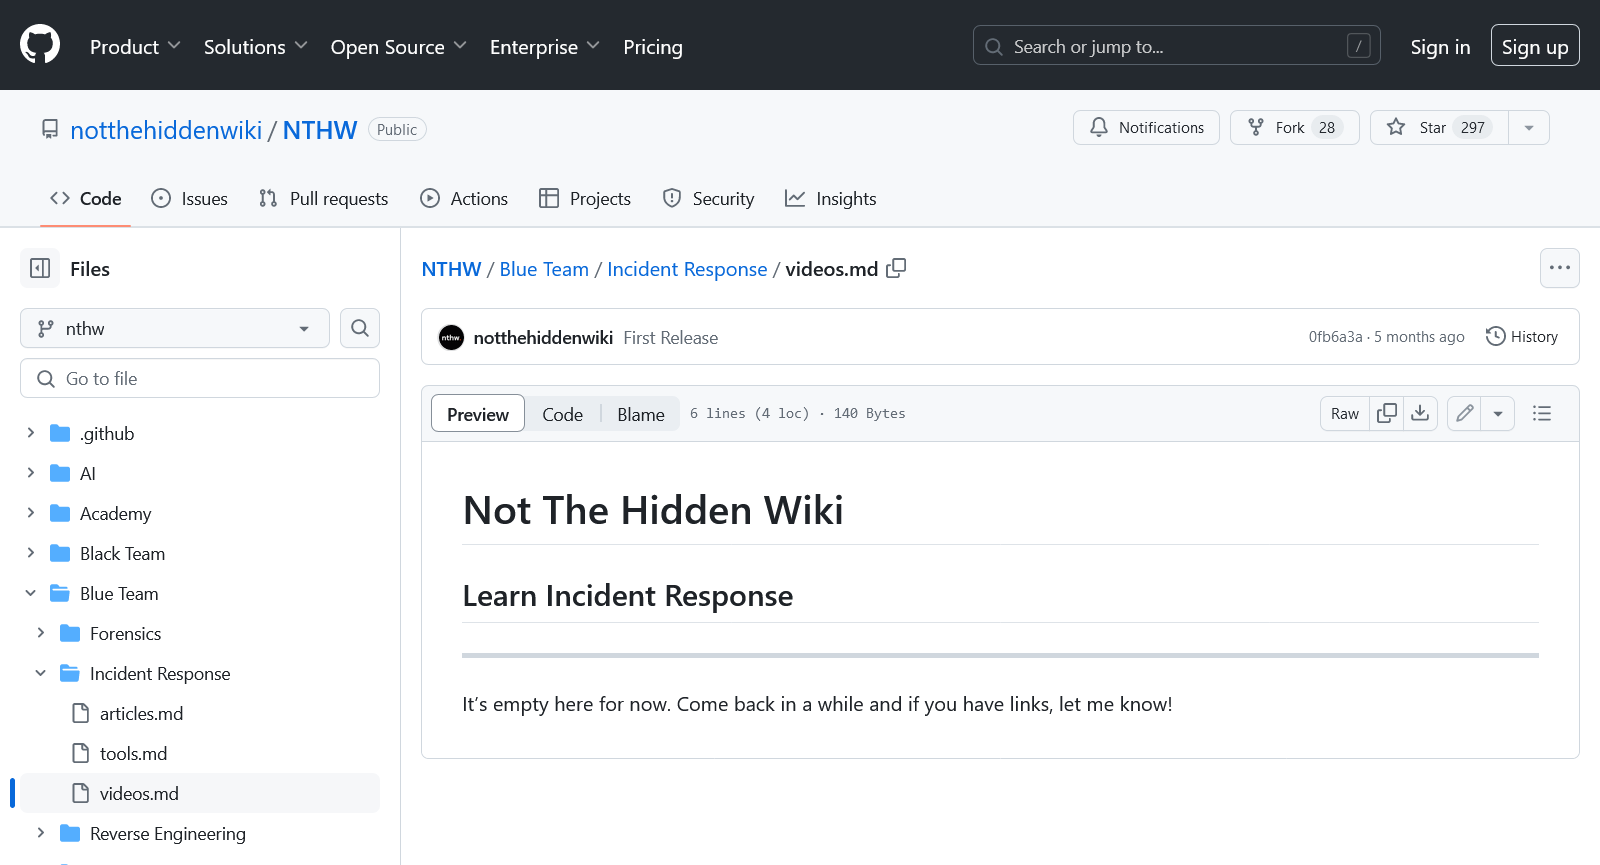 Product Solutions Open Source Enterprise Pricing Search or jump to... / Sign in Sign up
notthehiddenwiki / NTHW Public Notifications Fork 28 Star 297
Code Issues Pull requests Actions Projects Security Insights
Files
nthw
Go to file
.github
AI
Academy
Black Team
Blue Team
Forensics
Incident Response
articles.md
tools.md
videos.md
Reverse Engineering
NTHW / Blue Team / Incident Response / videos.md
nthw notthehiddenwiki First Release 0fb6a3a · 5 months ago History
Preview Code Blame 6 lines (4 loc) · 140 Bytes Raw
Not The Hidden Wiki
Learn Incident Response
It’s empty here for now. Come back in a while and if you have links, let me know!